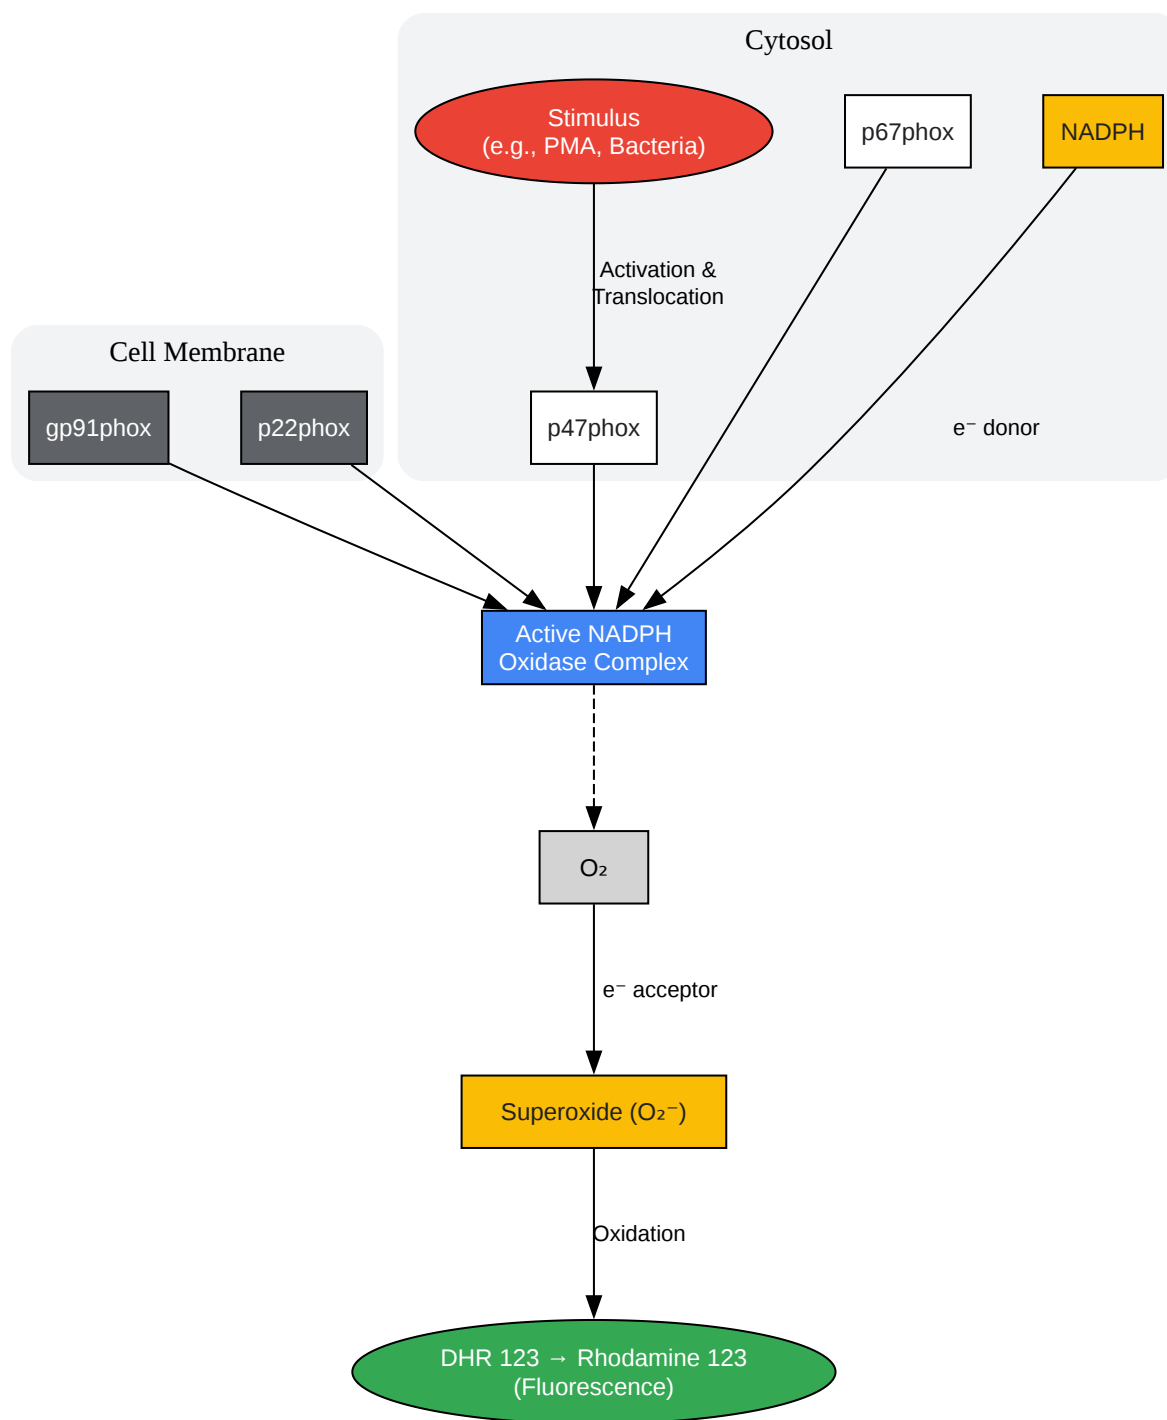 Cytosol
Stimulus
(e.g., PMA, Bacteria)
p67phox
NADPH
Activation &
Translocation
Cell Membrane
gp91phox
p22phox
p47phox
e⁻ donor
Active NADPH
Oxidase Complex
O₂
e⁻ acceptor
Superoxide (O₂⁻)
Oxidation
DHR 123 → Rhodamine 123
(Fluorescence)